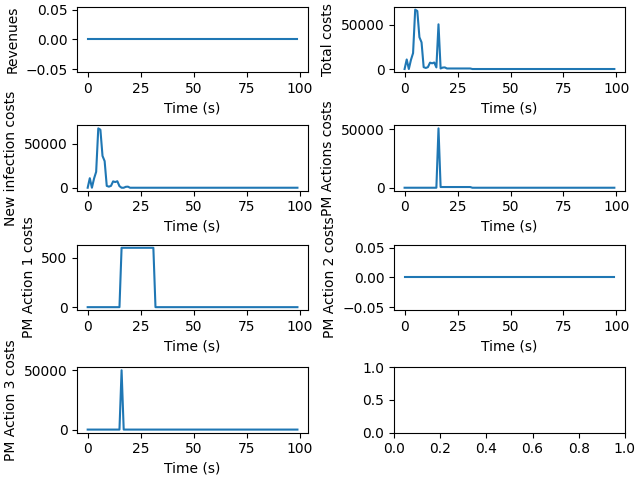 Revenues
0.05
0.00
−0.05
0 25 50 75 100
Time (s)
Total costs
50000
0
0 25 50 75 100
Time (s)
New infection costs
50000
0
0 25 50 75 100
Time (s)
PM Actions costs
50000
0
0 25 50 75 100
Time (s)
PM Action 1 costs
500
0
0 25 50 75 100
Time (s)
PM Action 2 costs
0.05
0.00
−0.05
0 25 50 75 100
Time (s)
PM Action 3 costs
50000
0
0 25 50 75 100
Time (s)
1.0
0.5
0.0
0.0 0.2 0.4 0.6 0.8 1.0